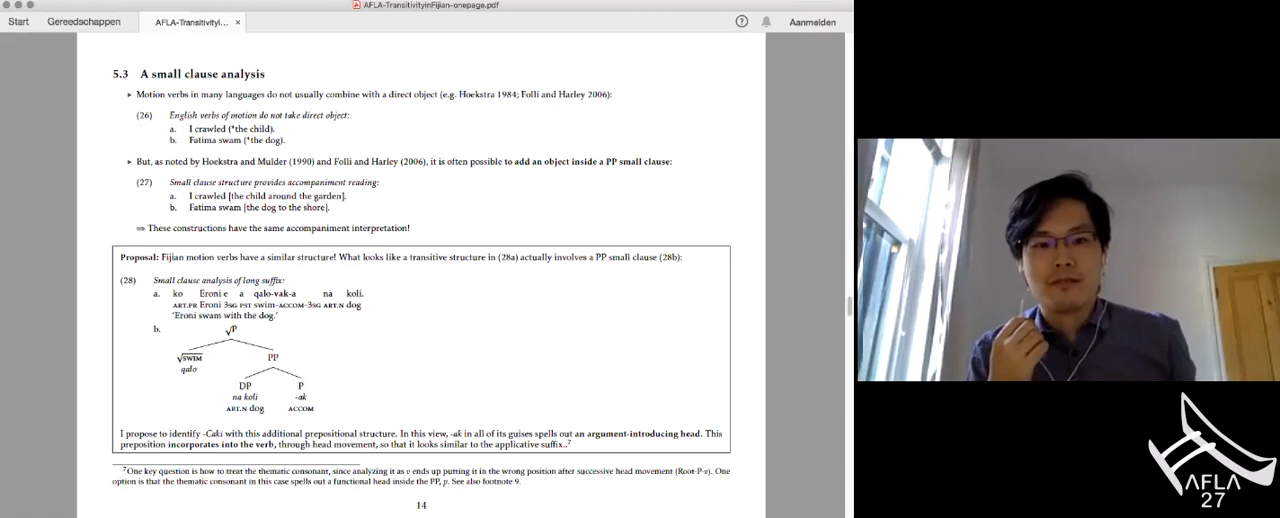 AFLA-TransitivityinFijian-onepage.pdf
Start Gereedschappen AFLA-Transitivityi... × Aanmelden
5.3 A small clause analysis
▸ Motion verbs in many languages do not usually combine with a direct object (e.g. Hoekstra 1984; Folli and Harley 2006):
(26) English verbs of motion do not take direct object:
a. I crawled (*the child).
b. Fatima swam (*the dog).
▸ But, as noted by Hoekstra and Mulder (1990) and Folli and Harley (2006), it is often possible to add an object inside a PP small clause:
(27) Small clause structure provides accompaniment reading:
a. I crawled [the child around the garden].
b. Fatima swam [the dog to the shore].
⇒ These constructions have the same accompaniment interpretation!
Proposal: Fijian motion verbs have a similar structure! What looks like a transitive structure in (28a) actually involves a PP small clause (28b):
(28) Small clause analysis of long suffix:
a. ko Eroni e a qalo-vak-a na koli.
ART.PR Eroni 3SG PST swim-ACCOM-3SG ART.N dog
'Eroni swam with the dog.'
b. √P
√SWIM PP
qalo
DP P
na koli -ak
ART.N dog ACCOM
I propose to identify -Caki with this additional prepositional structure. In this view, -ak in all of its guises spells out an argument-introducing head. This
preposition incorporates into the verb, through head movement, so that it looks similar to the applicative suffix..7
7One key question is how to treat the thematic consonant, since analyzing it as v ends up putting it in the wrong position after successive head movement (Root-P-v). One
option is that the thematic consonant in this case spells out a functional head inside the PP, p. See also footnote 9.
14
AFLA
27